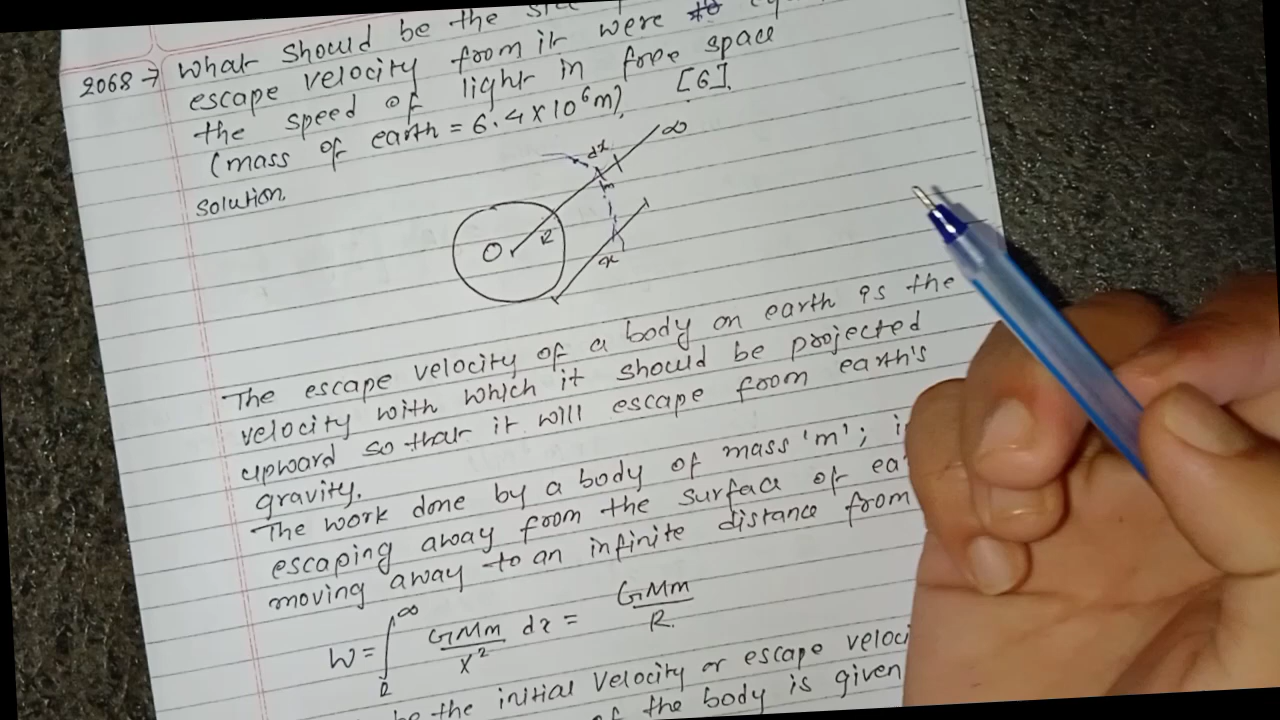 what should be the
2068 → escape velocity from it were to
the speed of light in free space
(mass of earth = 6.4 × 10⁶m). [6].
solution.
∞
dx
m
O R
x
The escape velocity of a body on earth is the
velocity with which it should be projected
upward so that it will escape from earth's
gravity.
The work done by a body of mass 'm'; i
escaping away from the surface of ea
moving away to an infinite distance from
W = ∫_R^∞ GMm/x² dx = GMm/R.
be the initial velocity or escape veloci
of the body is given